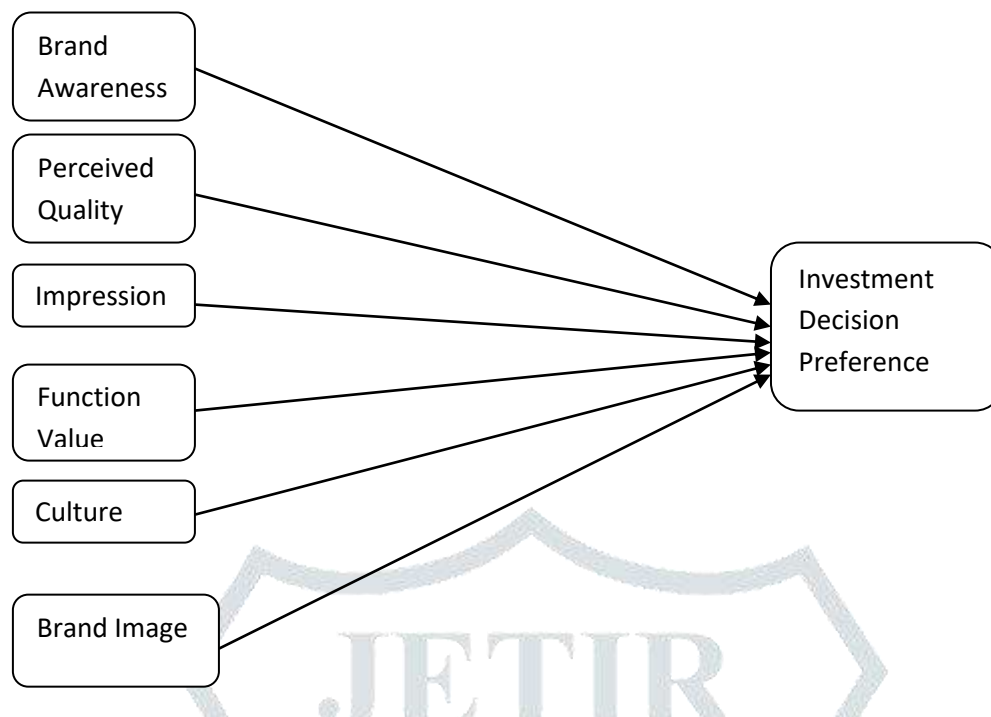 Brand
Awareness
Perceived
Quality
Impression
Function
Value
Culture
Brand Image
Investment
Decision
Preference
JETIR